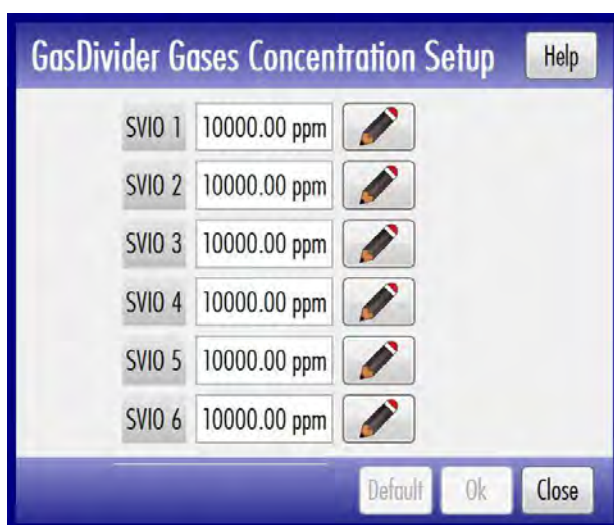 GasDivider Gases Concentration Setup Help
SVIO 1 10000.00 ppm
SVIO 2 10000.00 ppm
SVIO 3 10000.00 ppm
SVIO 4 10000.00 ppm
SVIO 5 10000.00 ppm
SVIO 6 10000.00 ppm
Default Ok Close